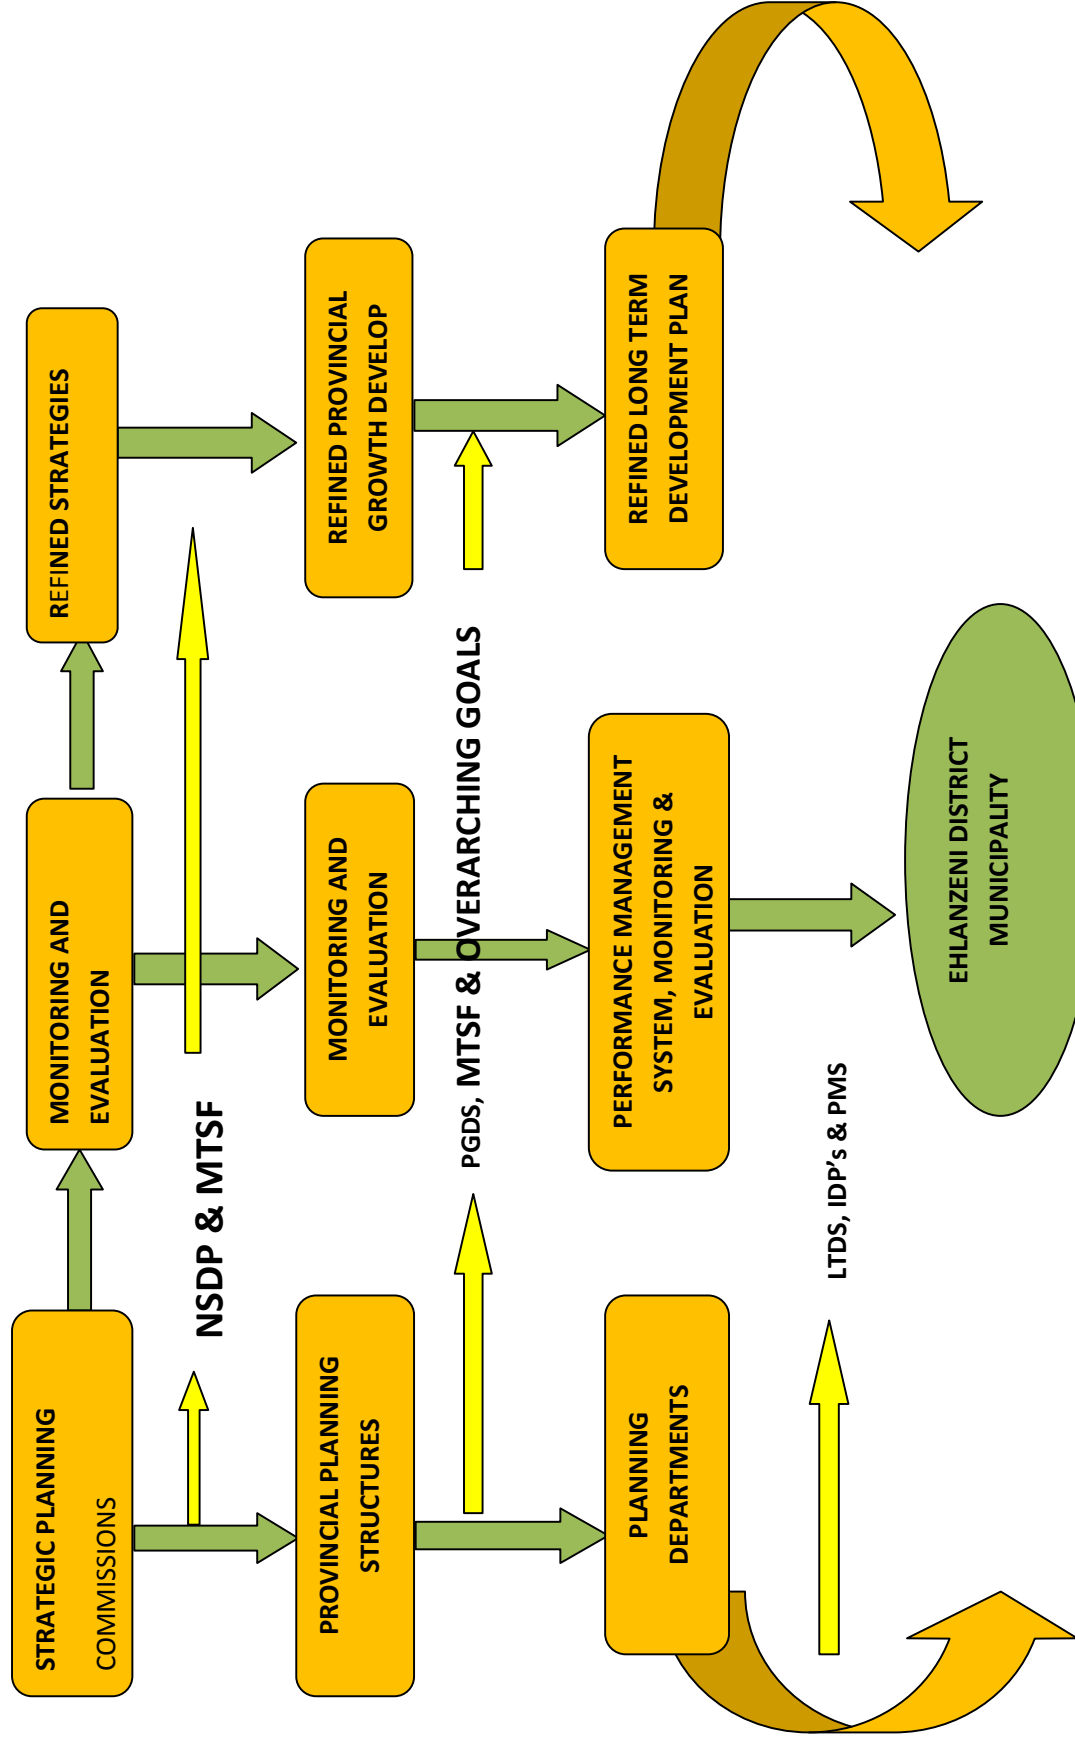 STRATEGIC PLANNING
COMMISSIONS
MONITORING AND
EVALUATION
REFINED STRATEGIES
NSDP & MTSF
PROVINCIAL PLANNING
STRUCTURES
MONITORING AND
EVALUATION
REFINED PROVINCIAL
GROWTH DEVELOP
PGDS, MTSF & OVERARCHING GOALS
PLANNING
DEPARTMENTS
PERFORMANCE MANAGEMENT
SYSTEM, MONITORING &
EVALUATION
REFINED LONG TERM
DEVELOPMENT PLAN
LTDS, IDP's & PMS
EHLANZENI DISTRICT
MUNICIPALITY